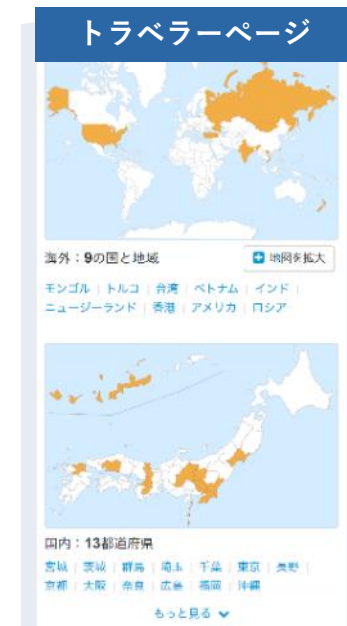 トラベラーページ
海外：9の国と地域
地図を拡大
モンゴル | トルコ | 台湾 | ベトナム | インド |
ニュージーランド | 香港 | アメリカ | ロシア
国内：13都道府県
宮城 | 茨城 | 群馬 | 埼玉 | 千葉 | 東京 | 長野 |
京都 | 大阪 | 奈良 | 広島 | 福岡 | 沖縄
もっと見る